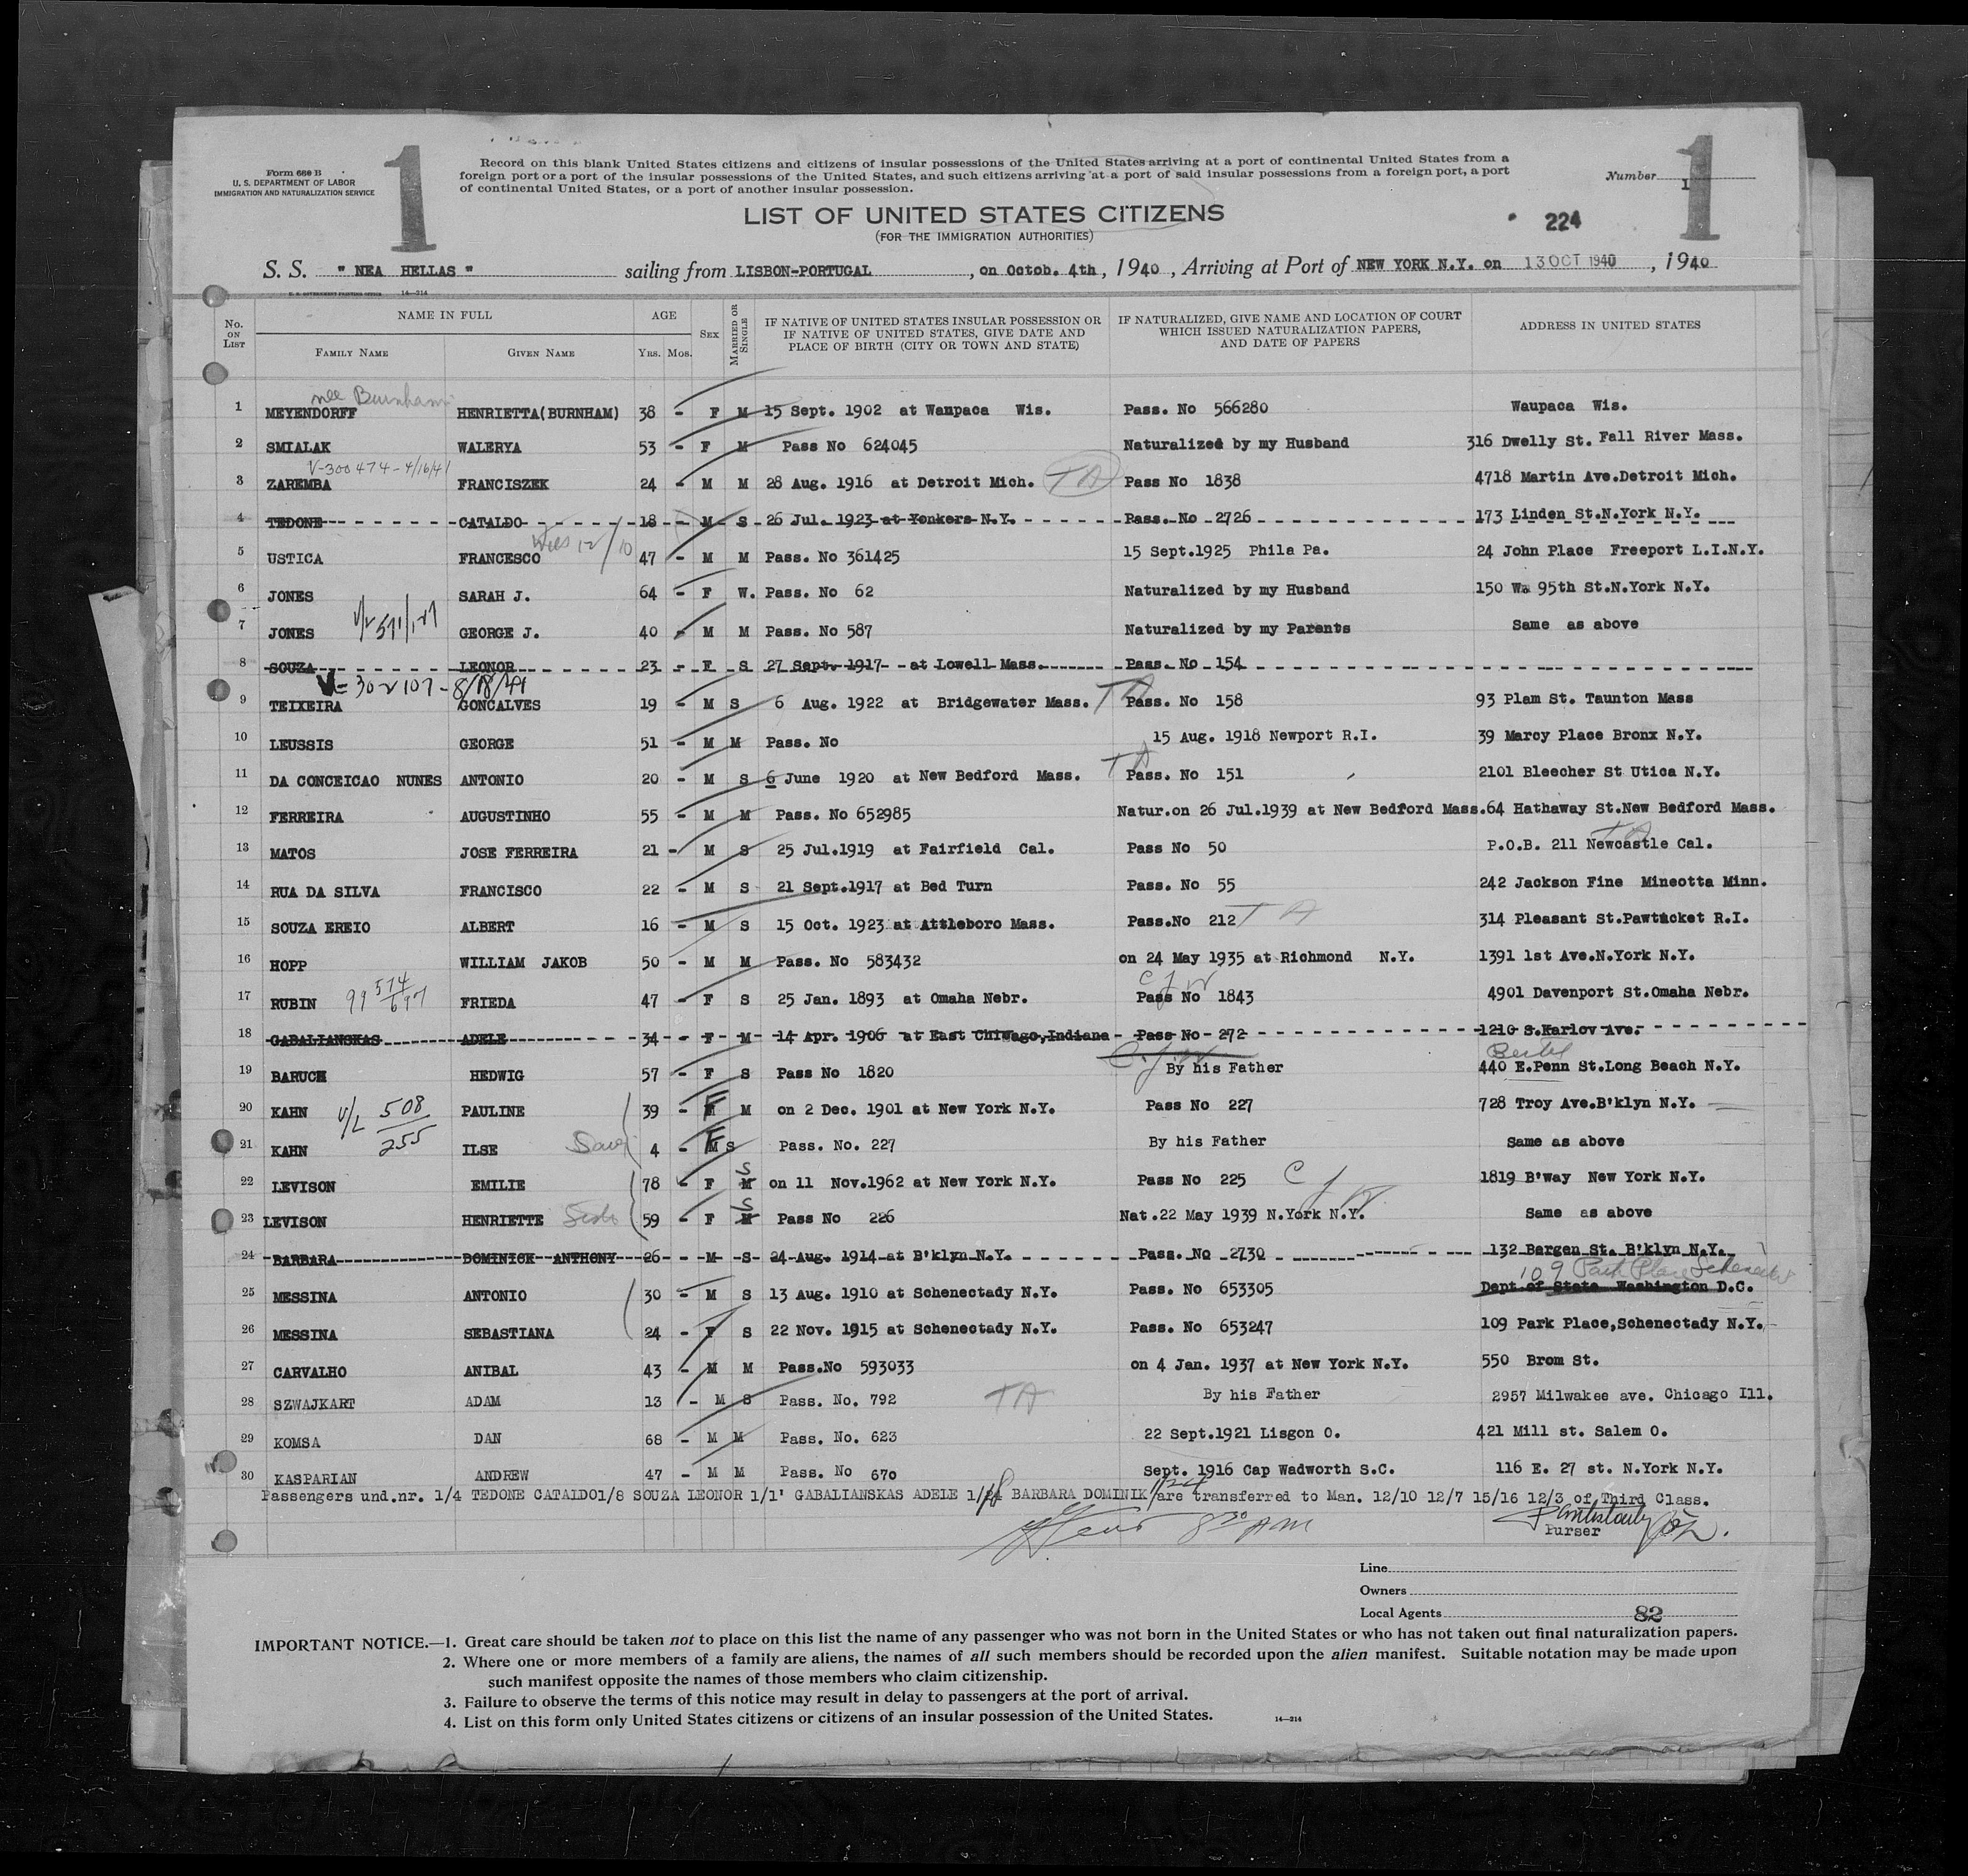 Form 680 B
U. S. DEPARTMENT OF LABOR
IMMIGRATION AND NATURALIZATION SERVICE
1
Record on this blank United States citizens and citizens of insular possessions of the United States arriving at a port of continental United States from a
foreign port or a port of the insular possessions of the United States, and such citizens arriving at a port of said insular possessions from a foreign port, a port
of continental United States, or a port of another insular possession.
Number 1
1
LIST OF UNITED STATES CITIZENS
(FOR THE IMMIGRATION AUTHORITIES)
224
S. S. " NEA HELLAS " sailing from LISBON-PORTUGAL, on Octob. 4th, 1940, Arriving at Port of NEW YORK N.Y. on 13 OCT 1940, 1940
U. S. GOVERNMENT PRINTING OFFICE 14—214
No. ON LIST NAME IN FULL FAMILY NAME GIVEN NAME AGE YRS. MOS. SEX MARRIED OR SINGLE IF NATIVE OF UNITED STATES INSULAR POSSESSION OR IF NATIVE OF UNITED STATES, GIVE DATE AND PLACE OF BIRTH (CITY OR TOWN AND STATE) IF NATURALIZED, GIVE NAME AND LOCATION OF COURT WHICH ISSUED NATURALIZATION PAPERS, AND DATE OF PAPERS ADDRESS IN UNITED STATES
nee Burnham
1 MEYENDORFF HENRIETTA(BURNHAM) 38 - F M 15 Sept. 1902 at Waupaca Wis. Pass. No 566280 Waupaca Wis.
2 SMIALAK WALERYA 53 - F M Pass No 624045 Naturalized by my Husband 316 Dwelly St. Fall River Mass.
V-300474-4/16/41
3 ZAREMBA FRANCISZEK 24 - M M 28 Aug. 1916 at Detroit Mich. TA Pass No 1838 4718 Martin Ave.Detroit Mich.
4 TEDONE CATALDO 18 - M S 26 Jul. 1923 at Yonkers N.Y. Pass. No 2726 173 Linden St.N.York N.Y.
12/10
5 USTICA FRANCESCO 47 - M M Pass. No 361425 15 Sept.1925 Phila Pa. 24 John Place Freeport L.I.N.Y.
6 JONES SARAH J. 64 - F W. Pass. No 62 Naturalized by my Husband 150 W. 95th St.N.York N.Y.
7 JONES GEORGE J. 40 - M M Pass. No 587 Naturalized by my Parents Same as above
8 SOUZA LEONOR 23 - F S 27 Sept. 1917 at Lowell Mass. Pass. No 154
V-302107-8/18/41
9 TEIXEIRA GONCALVES 19 - M S 6 Aug. 1922 at Bridgewater Mass. TA Pass. No 158 93 Plam St. Taunton Mass
10 LEUSSIS GEORGE 51 - M M Pass. No 15 Aug. 1918 Newport R.I. 39 Marcy Place Bronx N.Y.
11 DA CONCEICAO NUNES ANTONIO 20 - M S 6 June 1920 at New Bedford Mass. TA Pass. No 151 2101 Bleecher St Utica N.Y.
12 FERREIRA AUGUSTINHO 55 - M M Pass. No 652985 Natur.on 26 Jul.1939 at New Bedford Mass. 64 Hathaway St.New Bedford Mass.
13 MATOS JOSE FERREIRA 21 - M S 25 Jul.1919 at Fairfield Cal. Pass No 50 P.O.B. 211 Newcastle Cal. TA
14 RUA DA SILVA FRANCISCO 22 - M S 21 Sept.1917 at Bed Turn Pass. No 55 242 Jackson Fine Mineotta Minn.
15 SOUZA EREIO ALBERT 16 - M S 15 Oct. 1923 at Attleboro Mass. Pass.No 212 TA 314 Pleasant St.Pawtucket R.I.
16 HOPP WILLIAM JAKOB 50 - M M Pass. No 583432 on 24 May 1935 at Richmond N.Y. 1391 1st Ave.N.York N.Y.
17 RUBIN 99 574/697 FRIEDA 47 - F S 25 Jan. 1893 at Omaha Nebr. Pass No 1843 4901 Davenport St.Omaha Nebr.
18 GABALIANSKAS ADELE 34 - F M 14 Apr. 1906 at East Chicago,Indiana Pass No 272 1210 S.Karlov Ave.
19 BARUCH HEDWIG 57 - F S Pass No 1820 By his Father 440 E.Penn St.Long Beach N.Y.
20 KAHN V/L 508/255 PAULINE 39 - F M on 2 Dec. 1901 at New York N.Y. Pass No 227 728 Troy Ave.B'klyn N.Y.
21 KAHN ILSE 4 - F S Pass. No. 227 By his Father Same as above
22 LEVISON EMILIE 78 - F S on 11 Nov.1962 at New York N.Y. Pass No 225 1819 B'way New York N.Y.
23 LEVISON HENRIETTE 59 - F S Pass No 226 Nat.22 May 1939 N.York N.Y. Same as above
24 BARBARA DOMINICK ANTHONY 26 - M S 24 Aug. 1914 at B'klyn N.Y. Pass. No 2730 132 Bergen St. B'klyn N.Y.
109 Park Place Schenectady
25 MESSINA ANTONIO 30 - M S 13 Aug. 1910 at Schenectady N.Y. Pass. No 653305 Dept of State Washington D.C.
26 MESSINA SEBASTIANA 24 - F S 22 Nov. 1915 at Schenectady N.Y. Pass. No 653247 109 Park Place,Schenectady N.Y.
27 CARVALHO ANIBAL 43 - M M Pass.No 593033 on 4 Jan. 1937 at New York N.Y. 550 Brom St.
28 SZWAJKART ADAM 13 - M S Pass. No. 792 TA By his Father 2957 Milwakee ave. Chicago Ill.
29 KOMSA DAN 68 - M M Pass. No. 623 22 Sept.1921 Lisgon O. 421 Mill st. Salem O.
30 KASPARIAN ANDREW 47 - M M Pass. No 670 Sept. 1916 Cap Wadworth S.C. 116 E. 27 st. N.York N.Y.
Passengers und.nr. 1/4 TEDONE CATALDO1/8 SOUZA LEONOR 1/1' GABALIANSKAS ADELE 1/24 BARBARA DOMINIK are transferred to Man. 12/10 12/7 15/16 12/3 of Third Class.
Purser
Line
Owners
Local Agents 82
IMPORTANT NOTICE.—1. Great care should be taken not to place on this list the name of any passenger who was not born in the United States or who has not taken out final naturalization papers.
2. Where one or more members of a family are aliens, the names of all such members should be recorded upon the alien manifest. Suitable notation may be made upon
such manifest opposite the names of those members who claim citizenship.
3. Failure to observe the terms of this notice may result in delay to passengers at the port of arrival.
4. List on this form only United States citizens or citizens of an insular possession of the United States.
14—214